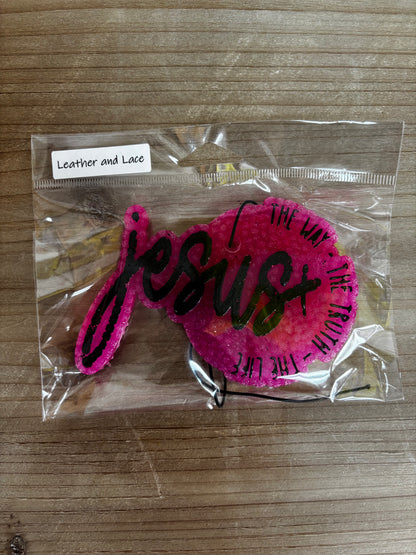 Leather and Lace
jesus
THE WAY - THE TRUTH - THE LIFE